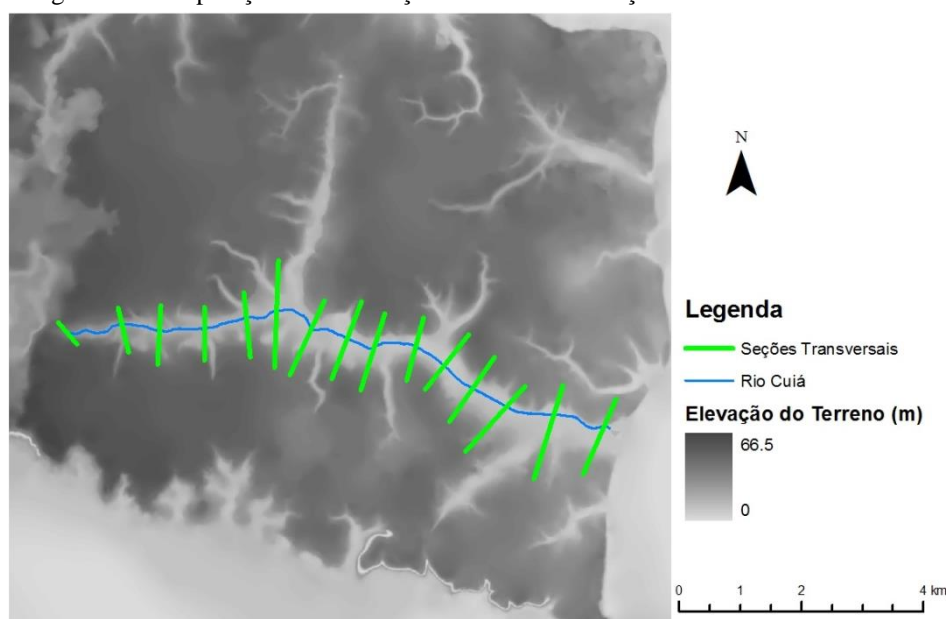 N
Legenda
Seções Transversais
Rio Cuiá
Elevação do Terreno (m)
66.5
0
0 1 2 4 km